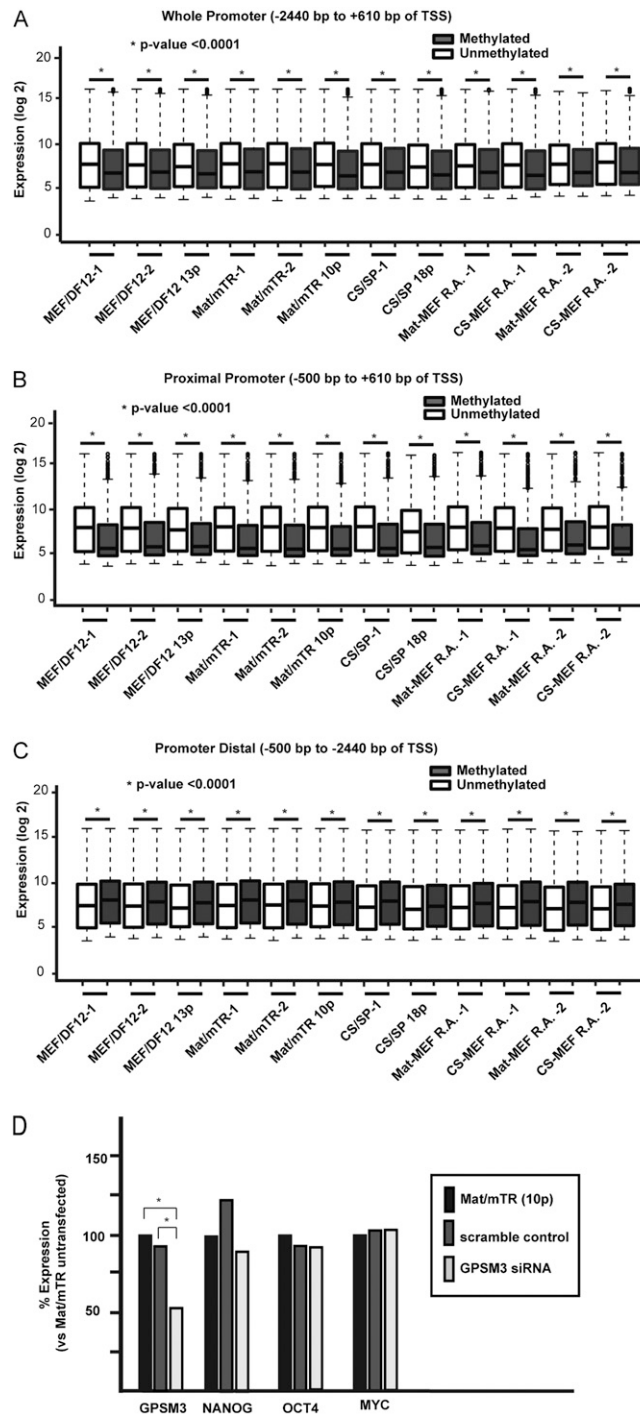 A
Whole Promoter (-2440 bp to +610 bp of TSS)
* p-value <0.0001
Methylated
Unmethylated
Expression (log 2)
20
15
10
5
0
* * * * * * * * * * * *
MEF/DF12-1
MEF/DF12-2
MEF/DF12 13p
Mat/mTR-1
Mat/mTR-2
Mat/mTR 10p
CS/SP-1
CS/SP 18p
Mat-MEF R.A. -1
CS-MEF R.A. -1
Mat-MEF R.A. -2
CS-MEF R.A. -2
B
Proximal Promoter (-500 bp to +610 bp of TSS)
* p-value <0.0001
Methylated
Unmethylated
Expression (log 2)
20
15
10
5
0
* * * * * * * * * * * *
MEF/DF12-1
MEF/DF12-2
MEF/DF12 13p
Mat/mTR-1
Mat/mTR-2
Mat/mTR 10p
CS/SP-1
CS/SP 18p
Mat-MEF R.A. -1
CS-MEF R.A. -1
Mat-MEF R.A. -2
CS-MEF R.A. -2
C
Promoter Distal (-500 bp to -2440 bp of TSS)
* p-value <0.0001
Methylated
Unmethylated
Expression (log 2)
20
15
10
5
0
* * * * * * * * * * * *
MEF/DF12-1
MEF/DF12-2
MEF/DF12 13p
Mat/mTR-1
Mat/mTR-2
Mat/mTR 10p
CS/SP-1
CS/SP 18p
Mat-MEF R.A. -1
CS-MEF R.A. -1
Mat-MEF R.A. -2
CS-MEF R.A. -2
D
% Expression
(vs Mat/mTR untransfected)
150
100
50
*
*
GPSM3
NANOG
OCT4
MYC
Mat/mTR (10p)
scramble control
GPSM3 siRNA